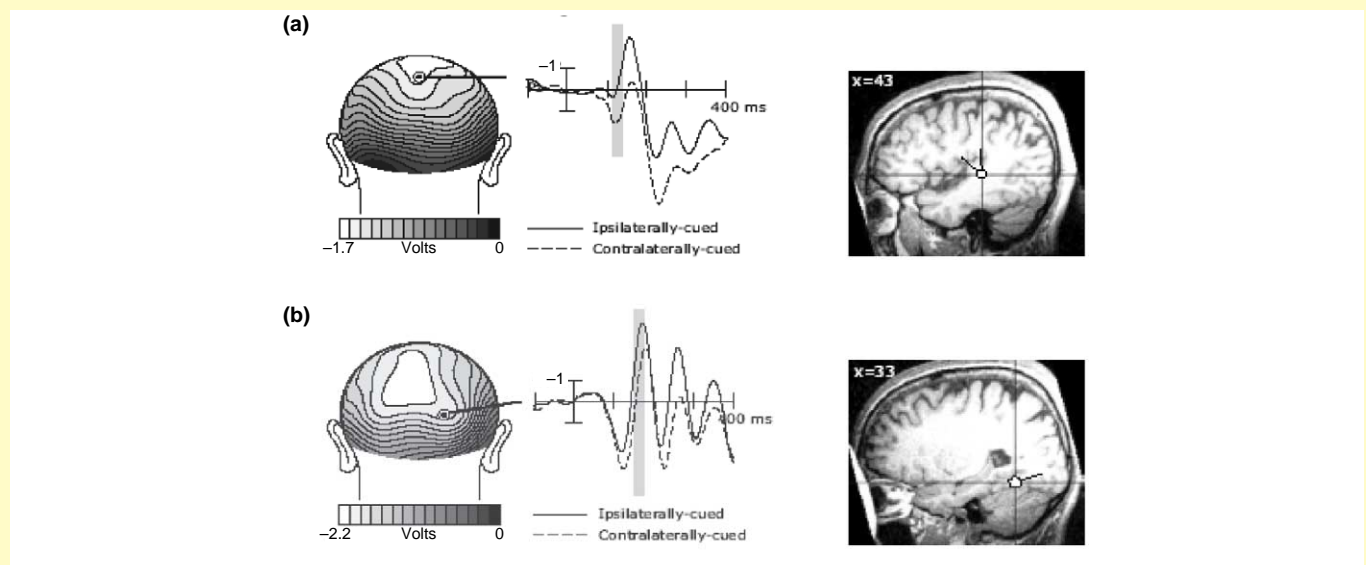 (a)
–1
400 ms
x=43
Ipsilaterally-cued
Contralaterally-cued
–1.7 Volts 0
(b)
–1
400 ms
x=33
Ipsilaterally-cued
Contralaterally-cued
–2.2 Volts 0